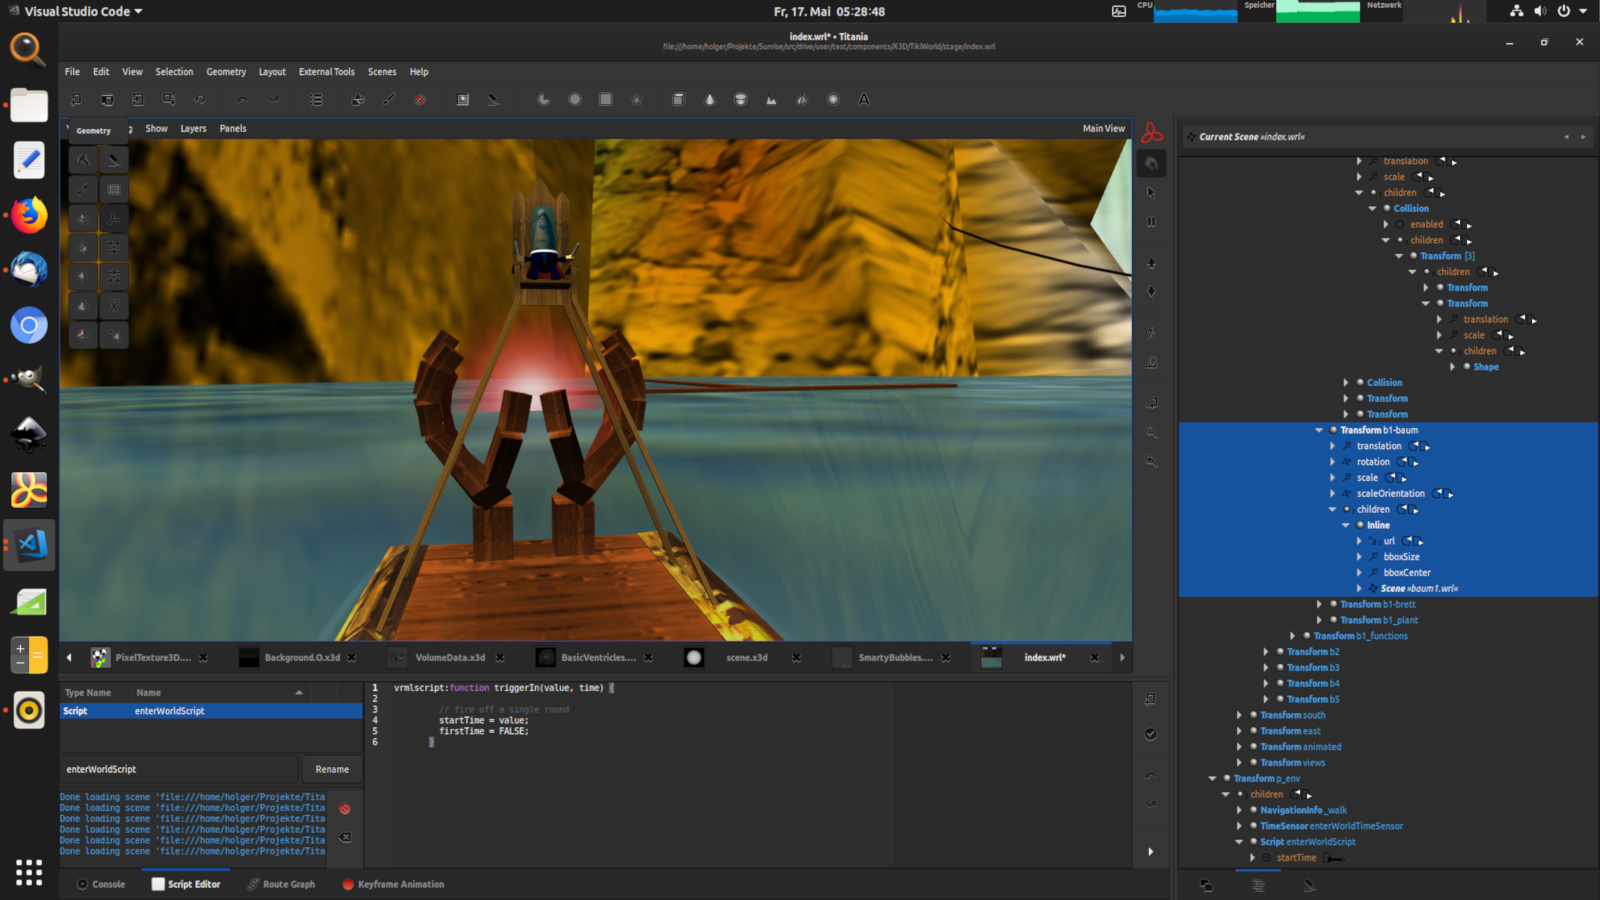 Visual Studio Code
Fr, 17. Mai 05:28:48
CPU
Speicher
Netzwerk
index.wrl* • Titania
file:///home/holger/Projekte/Sunrise/src/drive/user/test/components/X3D/TikiWorld/stage/index.wrl
File Edit View Selection Geometry Layout External Tools Scenes Help
Geometry
Show Layers Panels
Main View
Current Scene »index.wrl«
translation
scale
children
Collision
enabled
children
Transform [3]
children
Transform
Transform
translation
scale
children
Shape
Collision
Transform
Transform
Transform b1-baum
translation
rotation
scale
scaleOrientation
children
Inline
url
bboxSize
bboxCenter
Scene »baum1.wrl«
Transform b1-brett
Transform b1_plant
Transform b1_functions
Transform b2
Transform b3
Transform b4
Transform b5
Transform south
Transform east
Transform animated
Transform views
Transform p_env
children
NavigationInfo _walk
TimeSensor enterWorldTimeSensor
Script enterWorldScript
startTime
PixelTexture3D....
Background.O.x3d
VolumeData.x3d
BasicVentricles....
scene.x3d
SmartyBubbles....
index.wrl*
Type Name Name
Script enterWorldScript
enterWorldScript
Rename
Done loading scene 'file:///home/holger/Projekte/Tita
Done loading scene 'file:///home/holger/Projekte/Tita
Done loading scene 'file:///home/holger/Projekte/Tita
Done loading scene 'file:///home/holger/Projekte/Tita
Done loading scene 'file:///home/holger/Projekte/Tita
Done loading scene 'file:///home/holger/Projekte/Tita
1 vrmlscript:function triggerIn(value, time) {
2
3 // fire off a single round
4 startTime = value;
5 firstTime = FALSE;
6 }
Console
Script Editor
Route Graph
Keyframe Animation